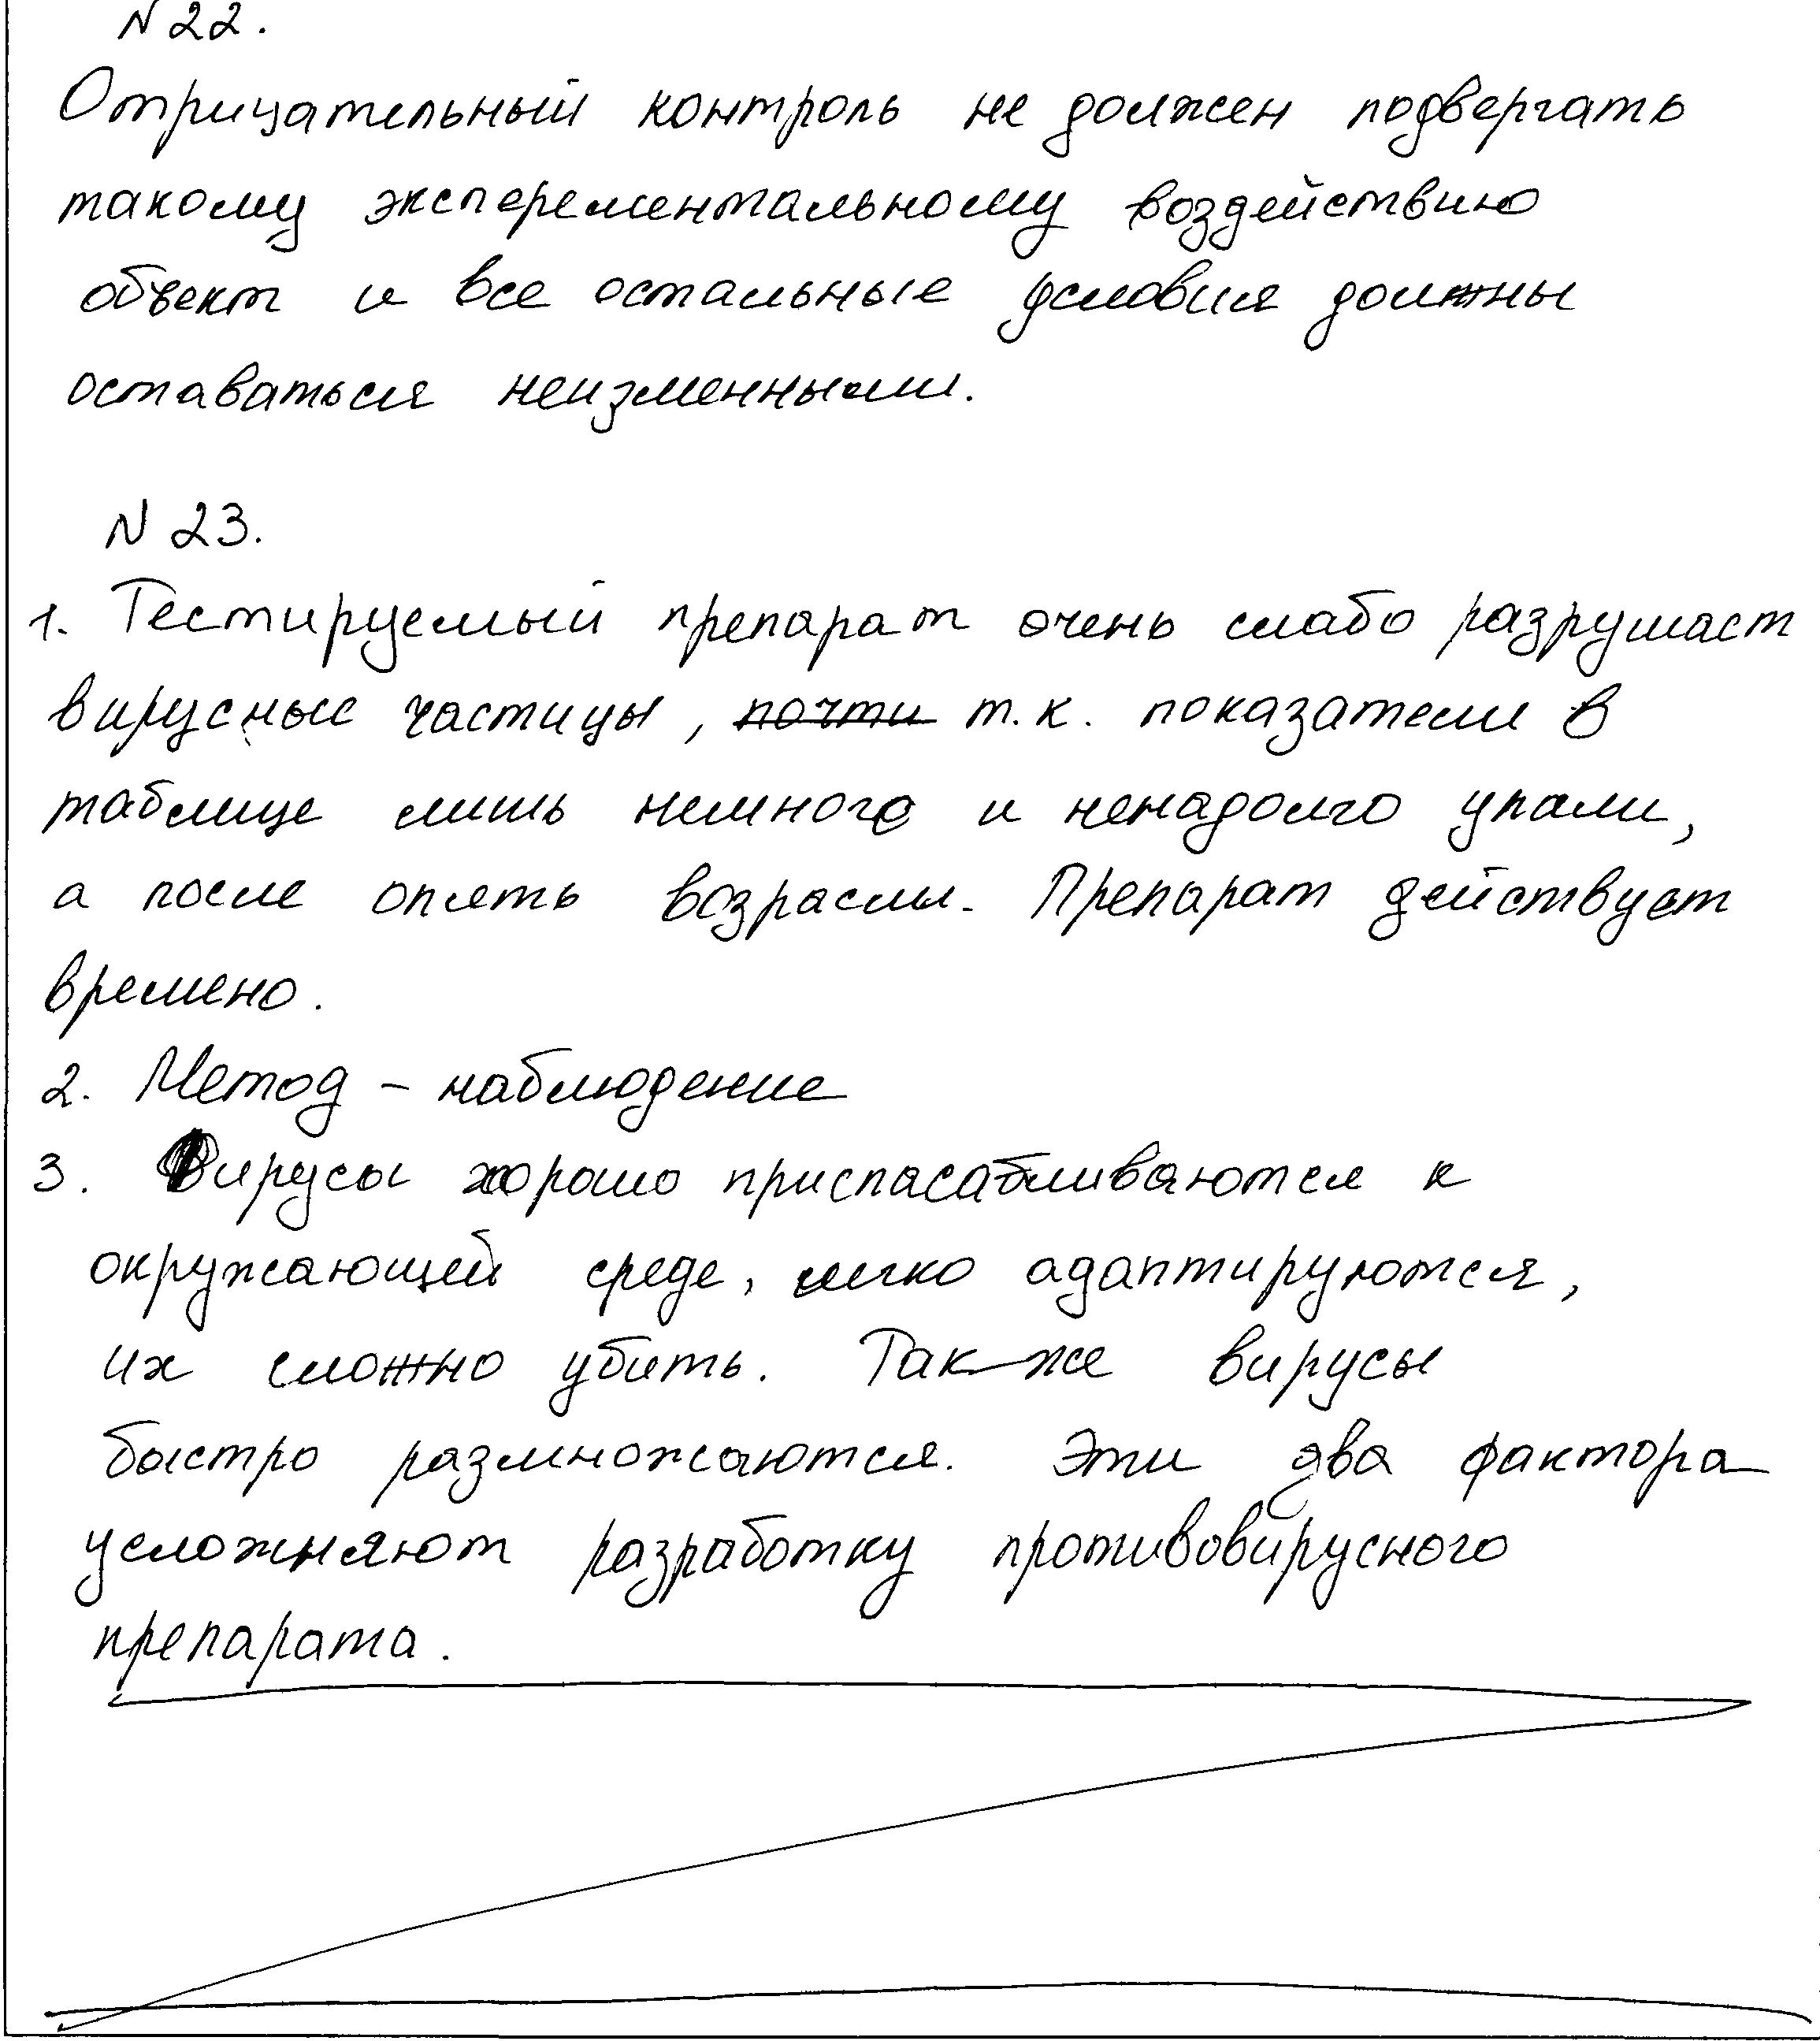 N 22.
Отрицательный контроль не должен подвергать
такому эксперементальному воздействию
объект и все остальные условия должны
оставаться неизменными.
N 23.
1. Тестируемый препарат очень слабо разрушает
вирусные частицы, почти т.к. показатели в
таблице лишь немного и ненадолго упали,
а после опять возрасли. Препарат действует
времено.
2. Метод – наблюдение
3. Вирусы хорошо приспасабливаются к
окружающей среде, легко адаптируются,
их сложно убить. Также вирусы
быстро размножаются. Эти два фактора
усложняют разработку противовирусного
препарата.